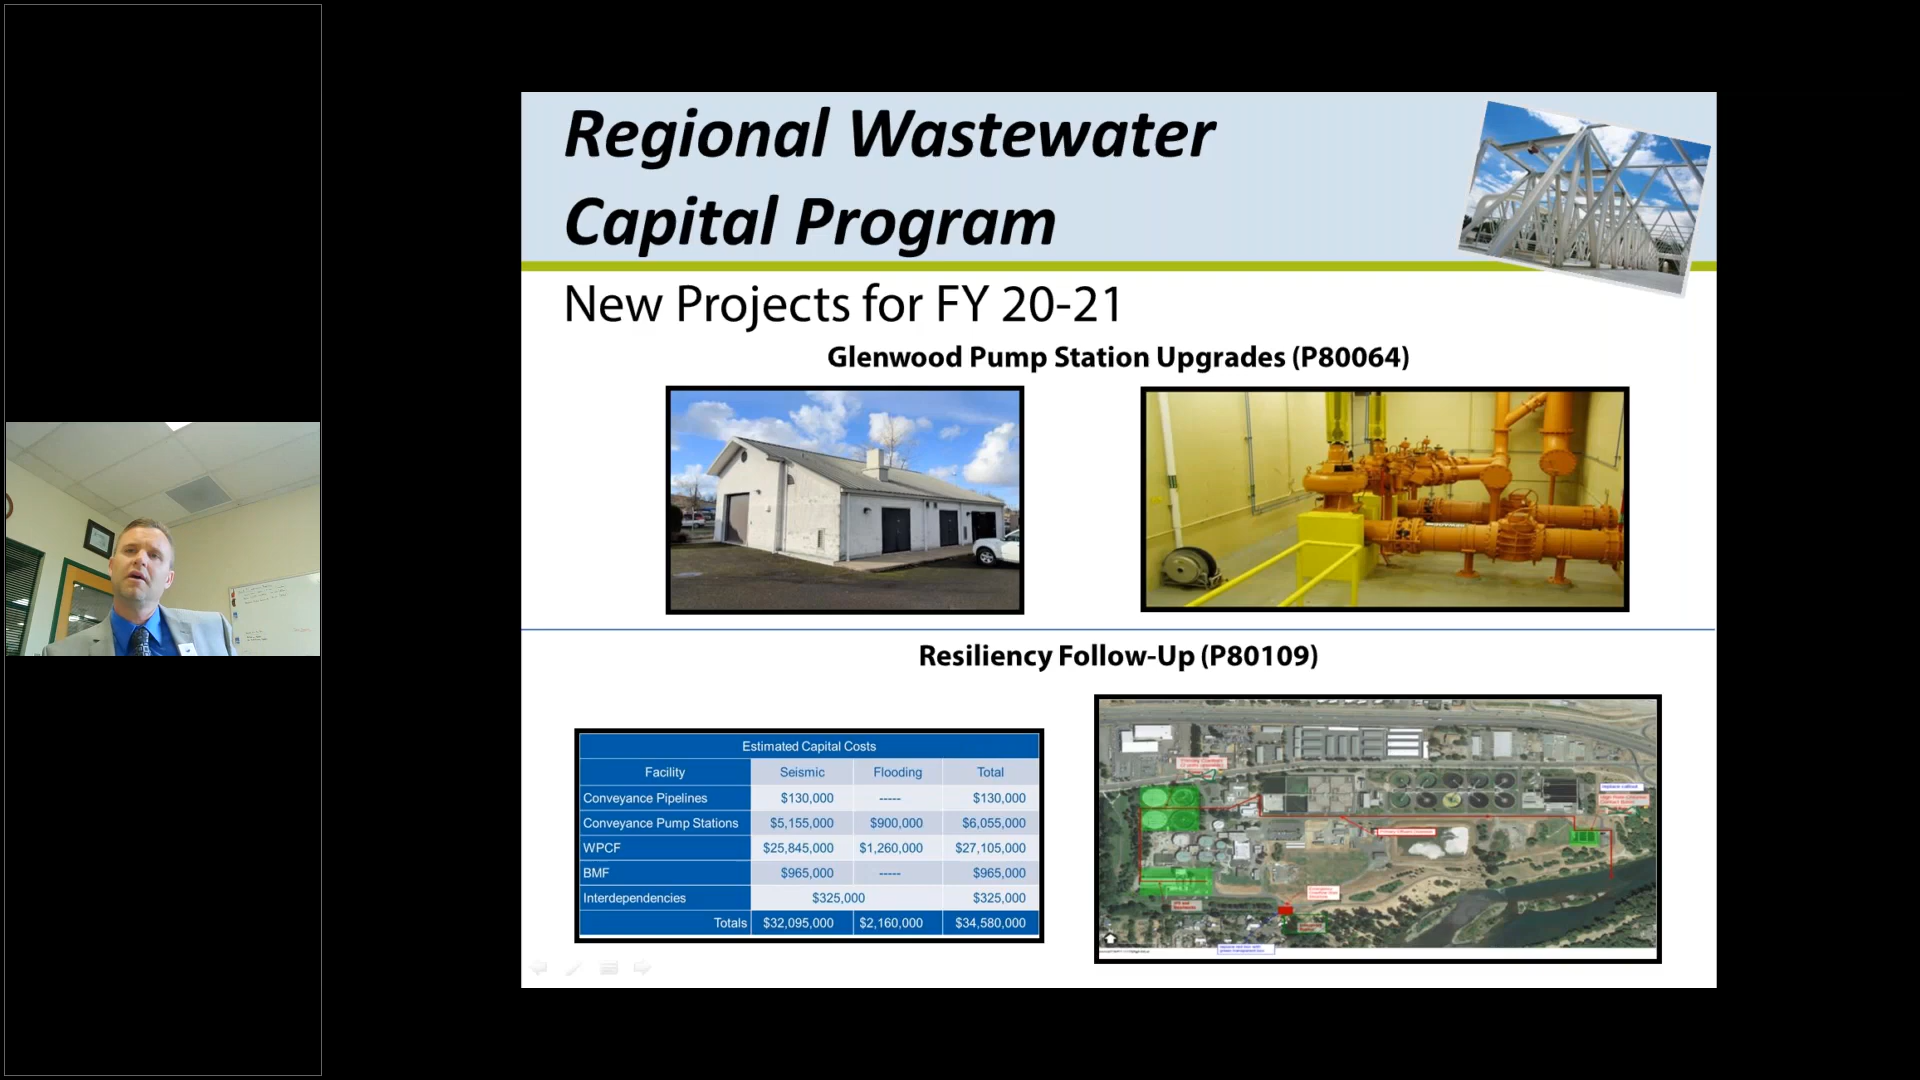 Regional Wastewater
Capital Program
New Projects for FY 20-21
Glenwood Pump Station Upgrades (P80064)
Resiliency Follow-Up (P80109)
Estimated Capital Costs
Facility Seismic Flooding Total
Conveyance Pipelines $130,000 ----- $130,000
Conveyance Pump Stations $5,155,000 $900,000 $6,055,000
WPCF $25,845,000 $1,260,000 $27,105,000
BMF $965,000 ----- $965,000
Interdependencies $325,000 $325,000
Totals $32,095,000 $2,160,000 $34,580,000